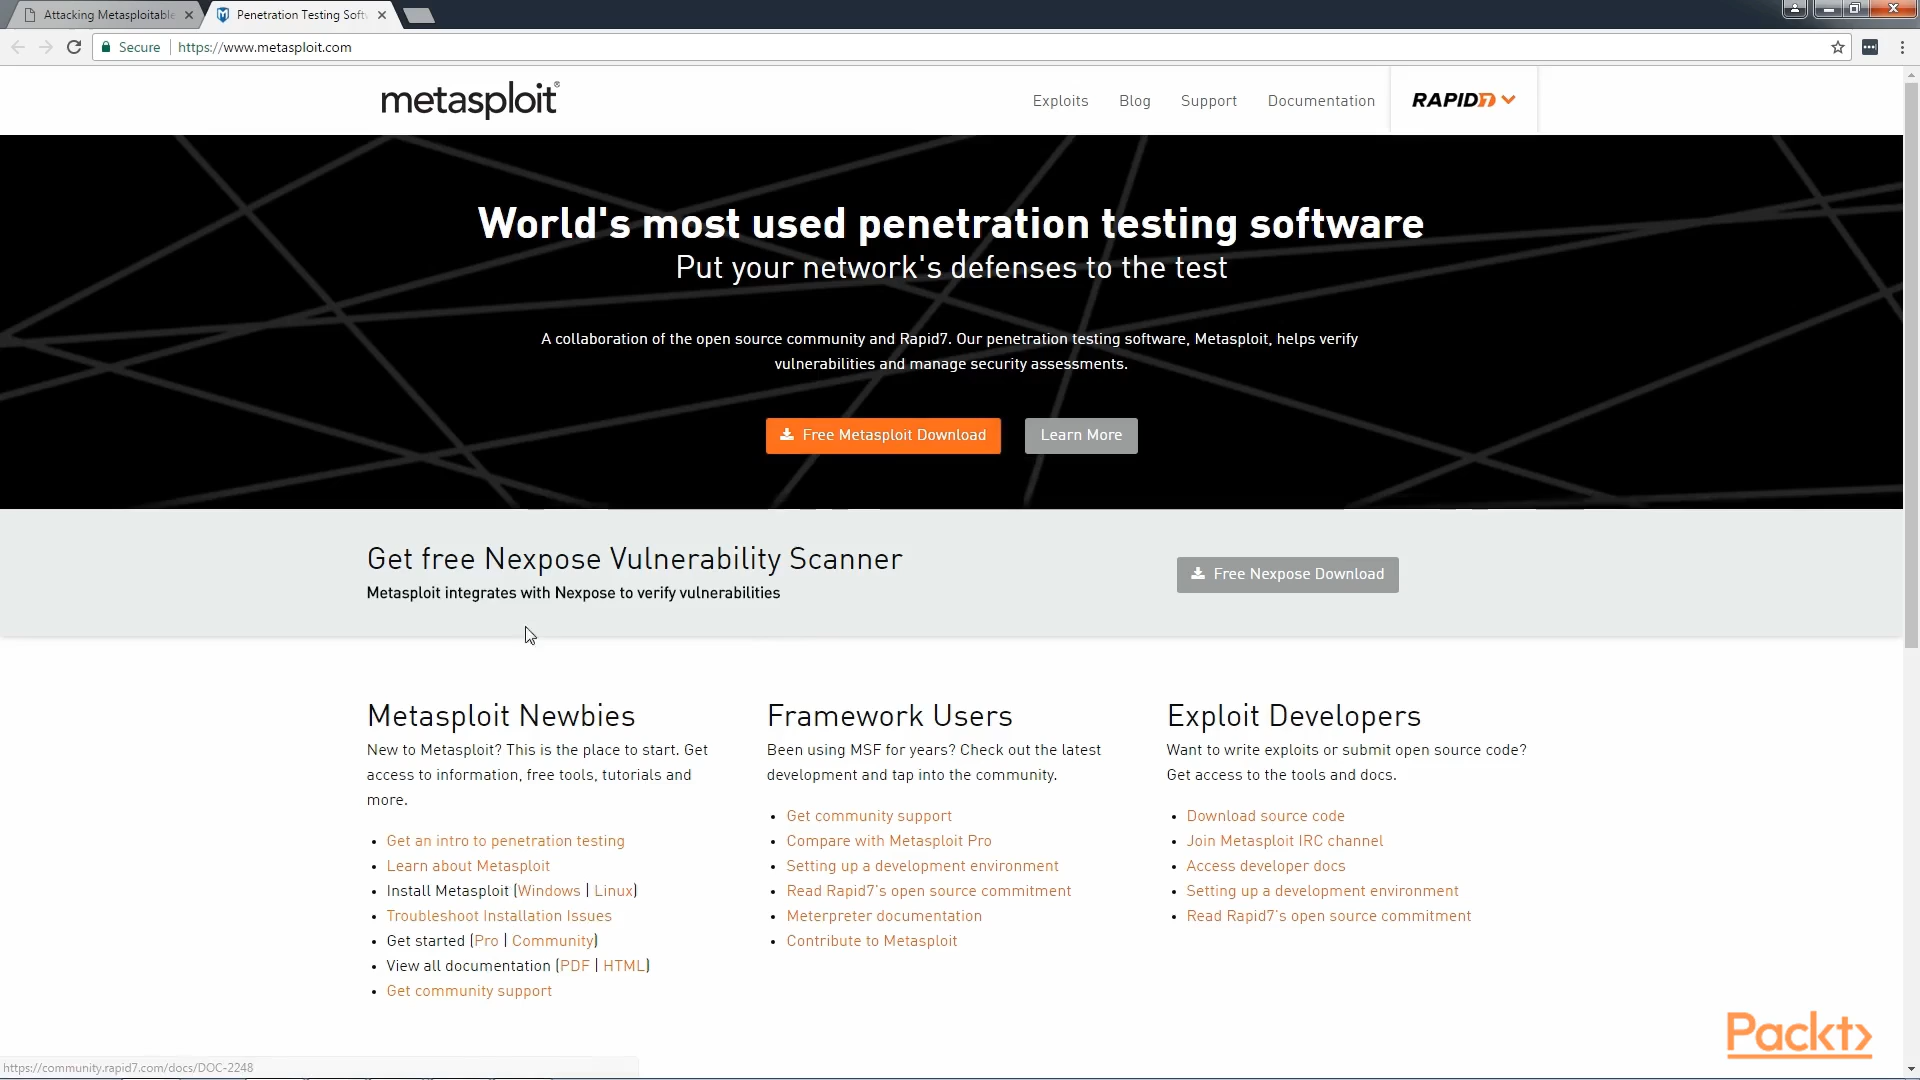 Attacking Metasploitable
Penetration Testing Soft
Secure
https://www.metasploit.com
metasploit®
Exploits
Blog
Support
Documentation
RAPID7
World's most used penetration testing software
Put your network's defenses to the test
A collaboration of the open source community and Rapid7. Our penetration testing software, Metasploit, helps verify
vulnerabilities and manage security assessments.
Free Metasploit Download
Learn More
Get free Nexpose Vulnerability Scanner
Metasploit integrates with Nexpose to verify vulnerabilities
Free Nexpose Download
Metasploit Newbies
New to Metasploit? This is the place to start. Get
access to information, free tools, tutorials and
more.
• Get an intro to penetration testing
• Learn about Metasploit
• Install Metasploit (Windows | Linux)
• Troubleshoot Installation Issues
• Get started (Pro | Community)
• View all documentation (PDF | HTML)
• Get community support
Framework Users
Been using MSF for years? Check out the latest
development and tap into the community.
• Get community support
• Compare with Metasploit Pro
• Setting up a development environment
• Read Rapid7's open source commitment
• Meterpreter documentation
• Contribute to Metasploit
Exploit Developers
Want to write exploits or submit open source code?
Get access to the tools and docs.
• Download source code
• Join Metasploit IRC channel
• Access developer docs
• Setting up a development environment
• Read Rapid7's open source commitment
Packt>
https://community.rapid7.com/docs/DOC-2248